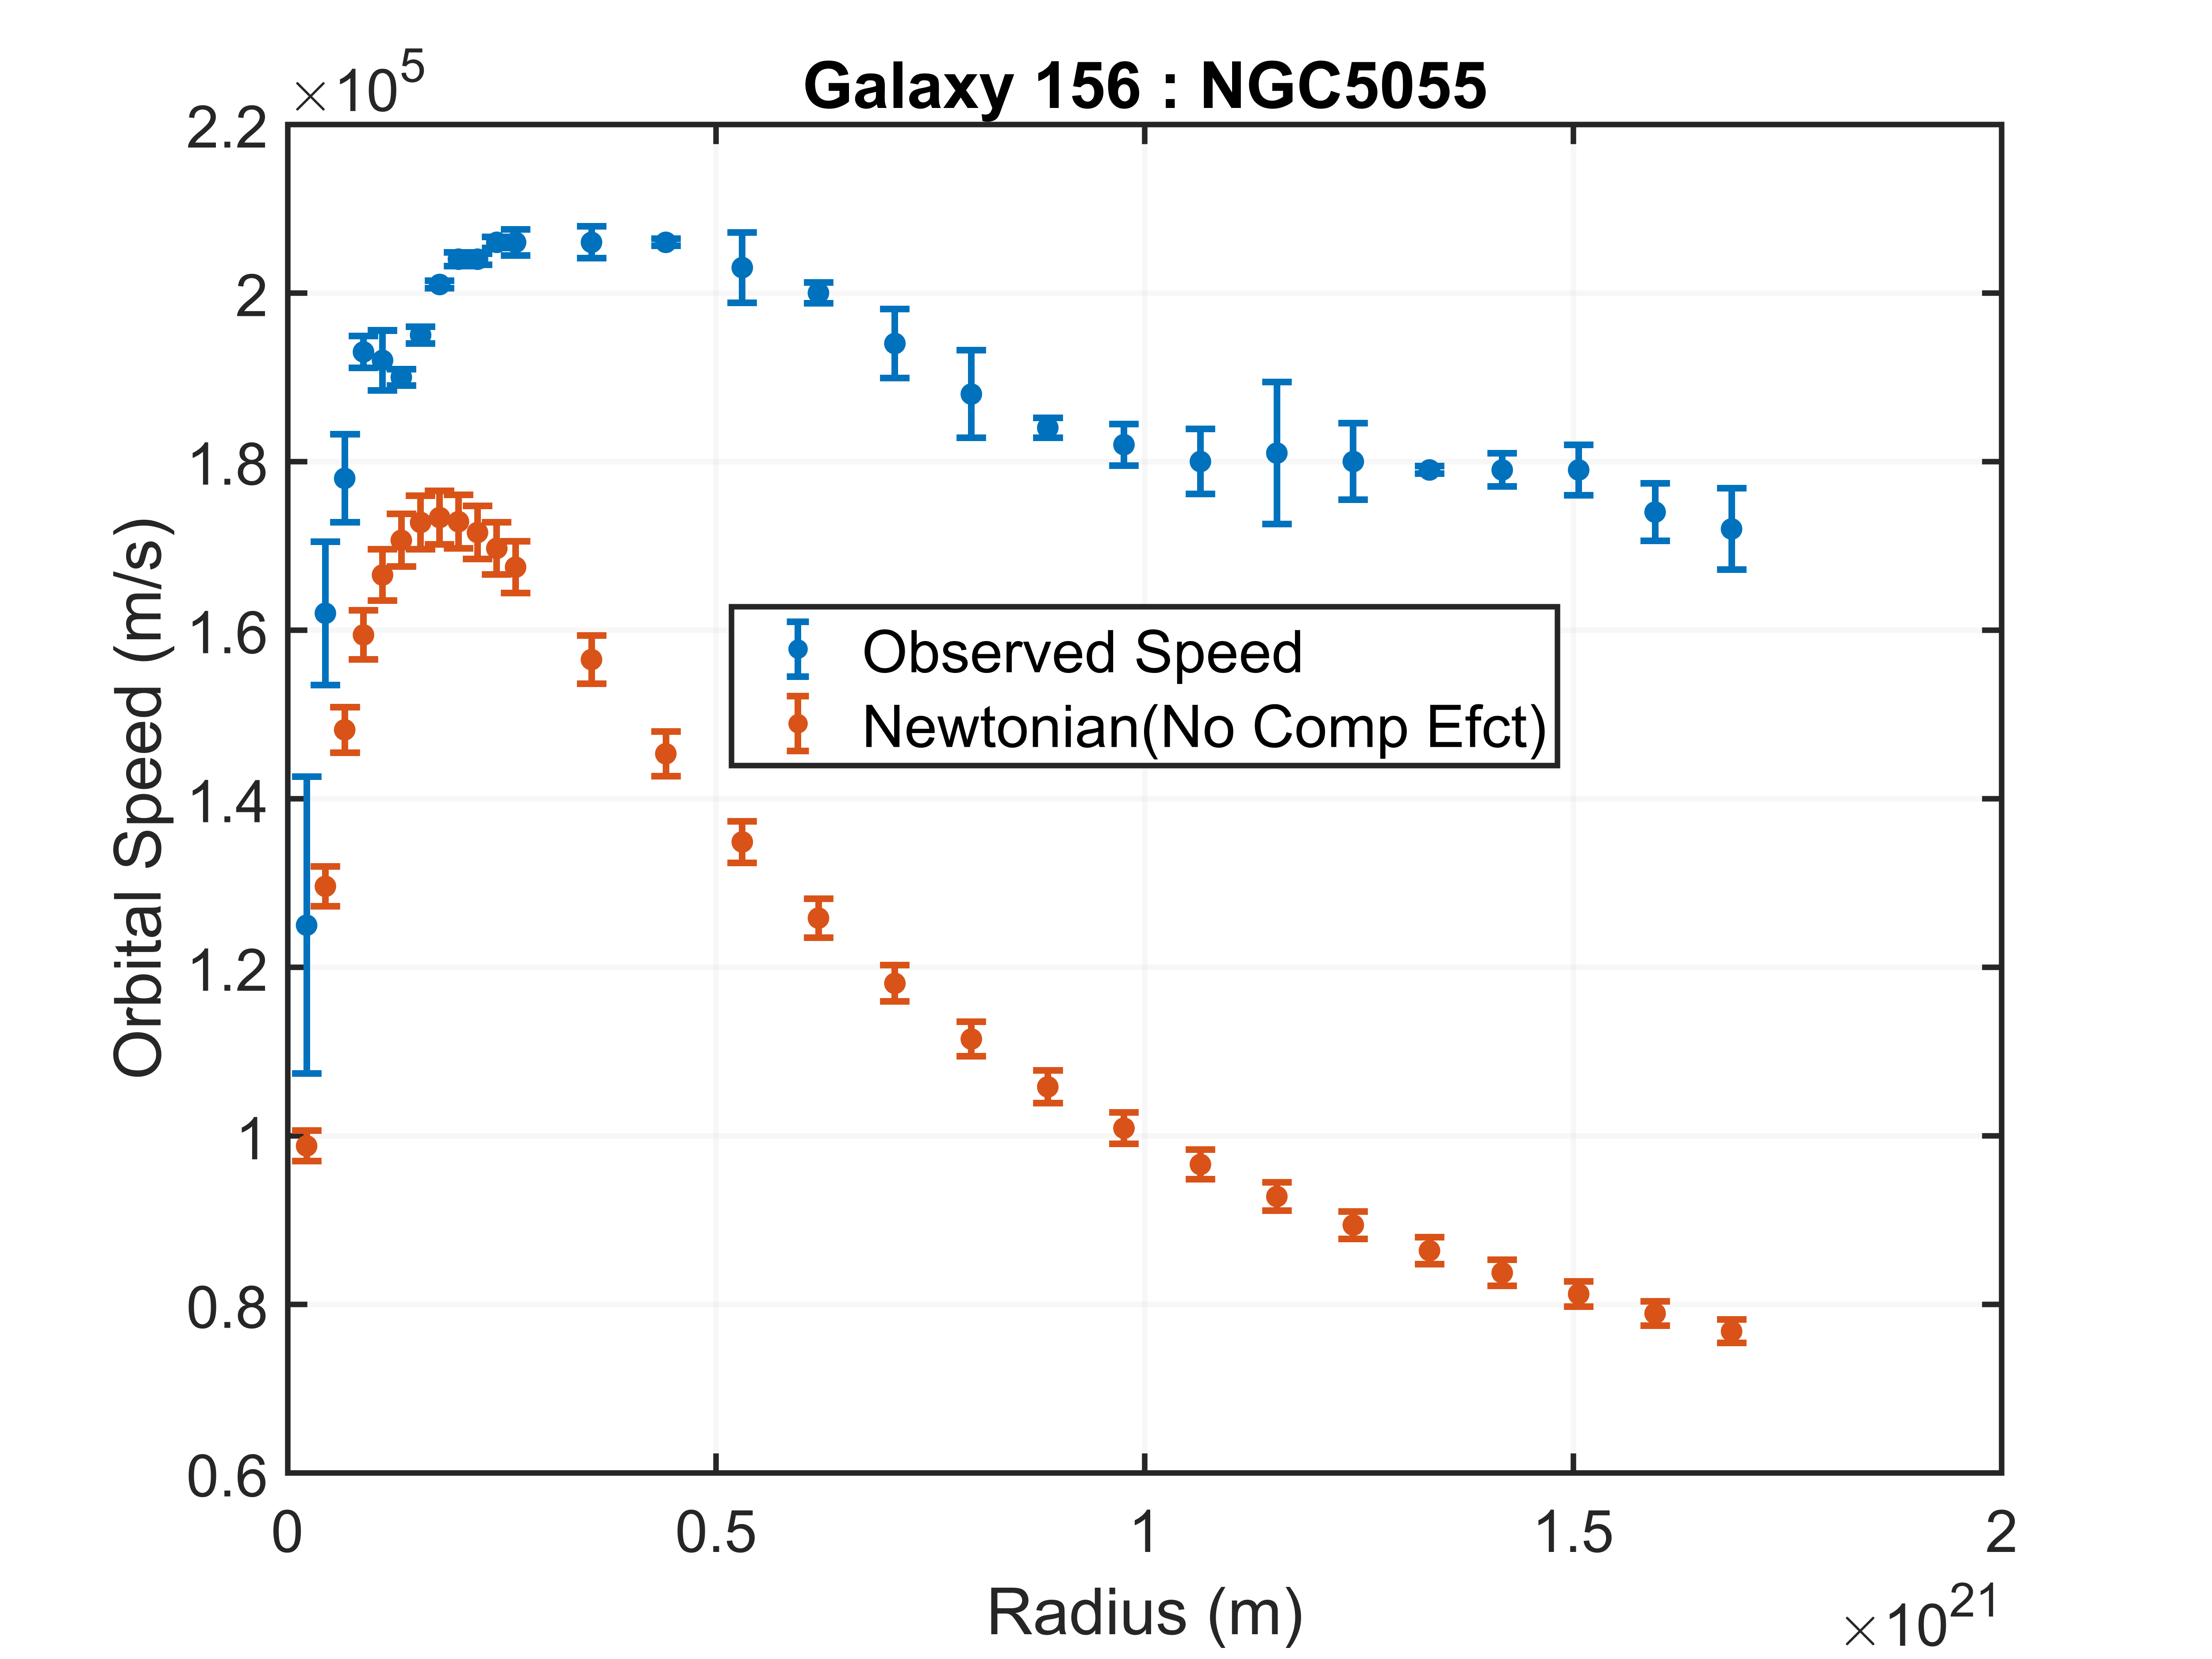 ×10^5
Galaxy 156 : NGC5055
2.2
2
1.8
1.6
1.4
1.2
1
0.8
0.6
Orbital Speed (m/s)
Observed Speed
Newtonian(No Comp Efct)
0 0.5 1 1.5 2
Radius (m)
×10^21